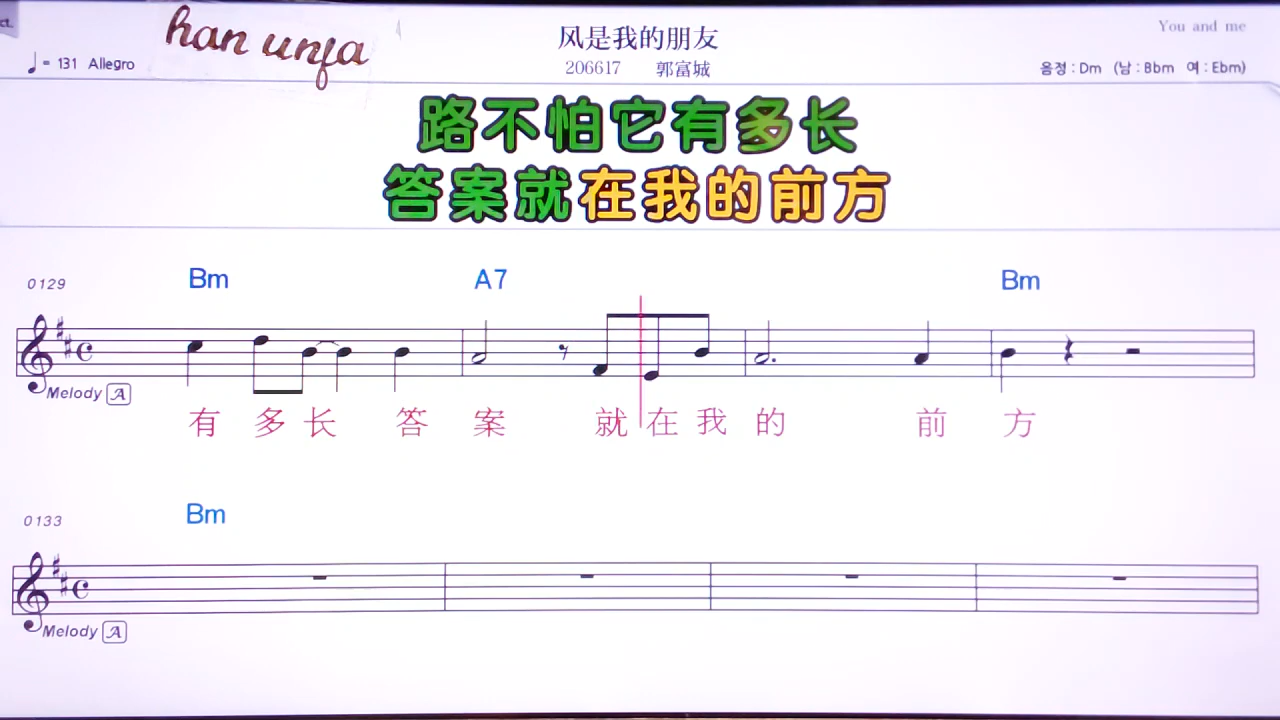 ct.
han unfa
风是我的朋友
You and me
♩= 131 Allegro
206617 郭富城
음정 : Dm (남 : Bbm 여 : Ebm)
路不怕它有多长
答案就在我的前方
0129 Bm A7 Bm
Melody A
有 多 长 答 案 就 在 我 的 前 方
0133 Bm
Melody A